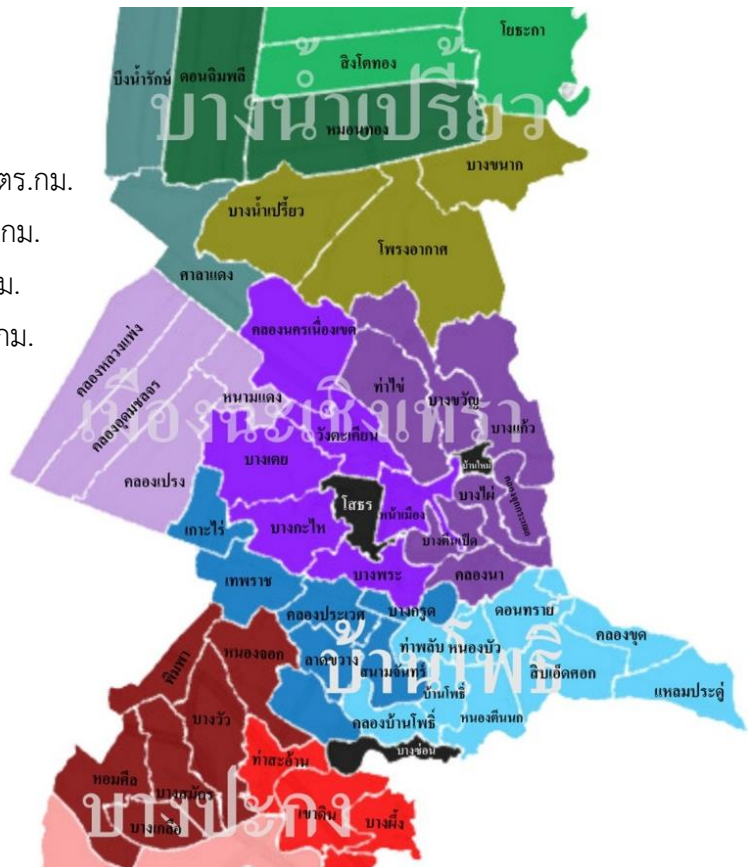 โยธะกา
สิงโตทอง
บึงน้ำรักษ์ ดอนฉิมพลี
บางน้ำเปรี้ยว
หมอนทอง
บางขนาก
ตร.กม.
บางน้ำเปรี้ยว
กม.
โพรงอากาศ
ศาลาแดง
ม.
คลองนครเนื่องเขต
กม.
คลองหลวงแพ่ง
ท่าไข่
หนามแดง
บางขวัญ
คลองอุดมชลจร
เมืองฉะเชิงเทรา
บางแก้ว
วังตะเคียน
บางเตย
บ้านใหม่
คลองเปรง
บางไผ่
โสธร
หน้าเมือง
คลองจุกกระเฌอ
เกาะไร่
บางกะไห
บางตีนเป็ด
บางพระ
คลองนา
เทพราช
คลองประเวศ
บางกรูด
ดอนทราย
คลองขุด
หนองจอก
ลาดขวาง
ท่าพลับ หนองบัว
พิมพา
บ้านโพธิ์
สนามจันทร์
สิบเอ็ดศอก
แหลมประดู่
บ้านโพธิ์
บางวัว
คลองบ้านโพธิ์
หนองตีนนก
ท่าสะอ้าน
บางซ่อน
หอมศีล
บางสมัคร
บางปะกง
เขาดิน
บางเกลือ
บางผึ้ง